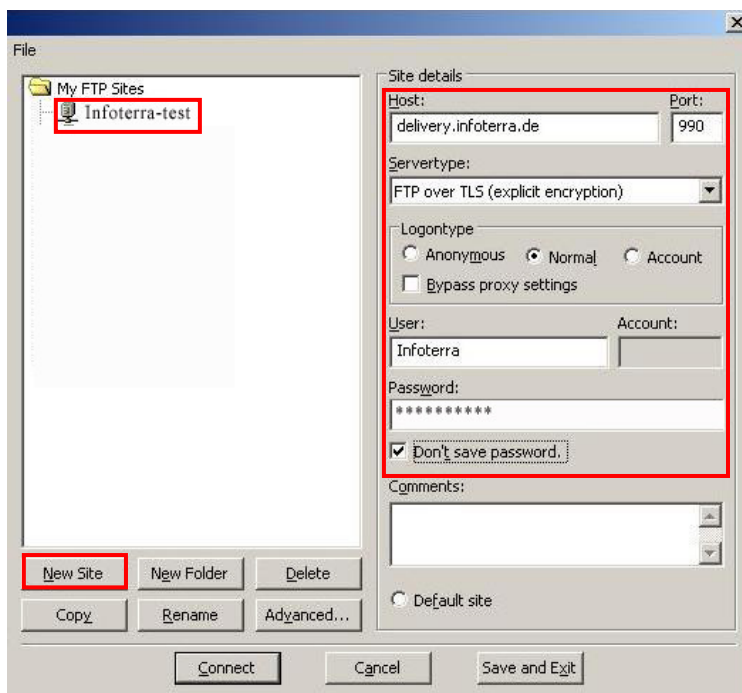 File
My FTP Sites
Infoterra-test
New Site
New Folder
Delete
Copy
Rename
Advanced...
Site details
Host:
Port:
delivery.infoterra.de
990
Servertype:
FTP over TLS (explicit encryption)
Logontype
Anonymous
Normal
Account
Bypass proxy settings
User:
Account:
Infoterra
Password:
**********
Don't save password.
Comments:
Default site
Connect
Cancel
Save and Exit